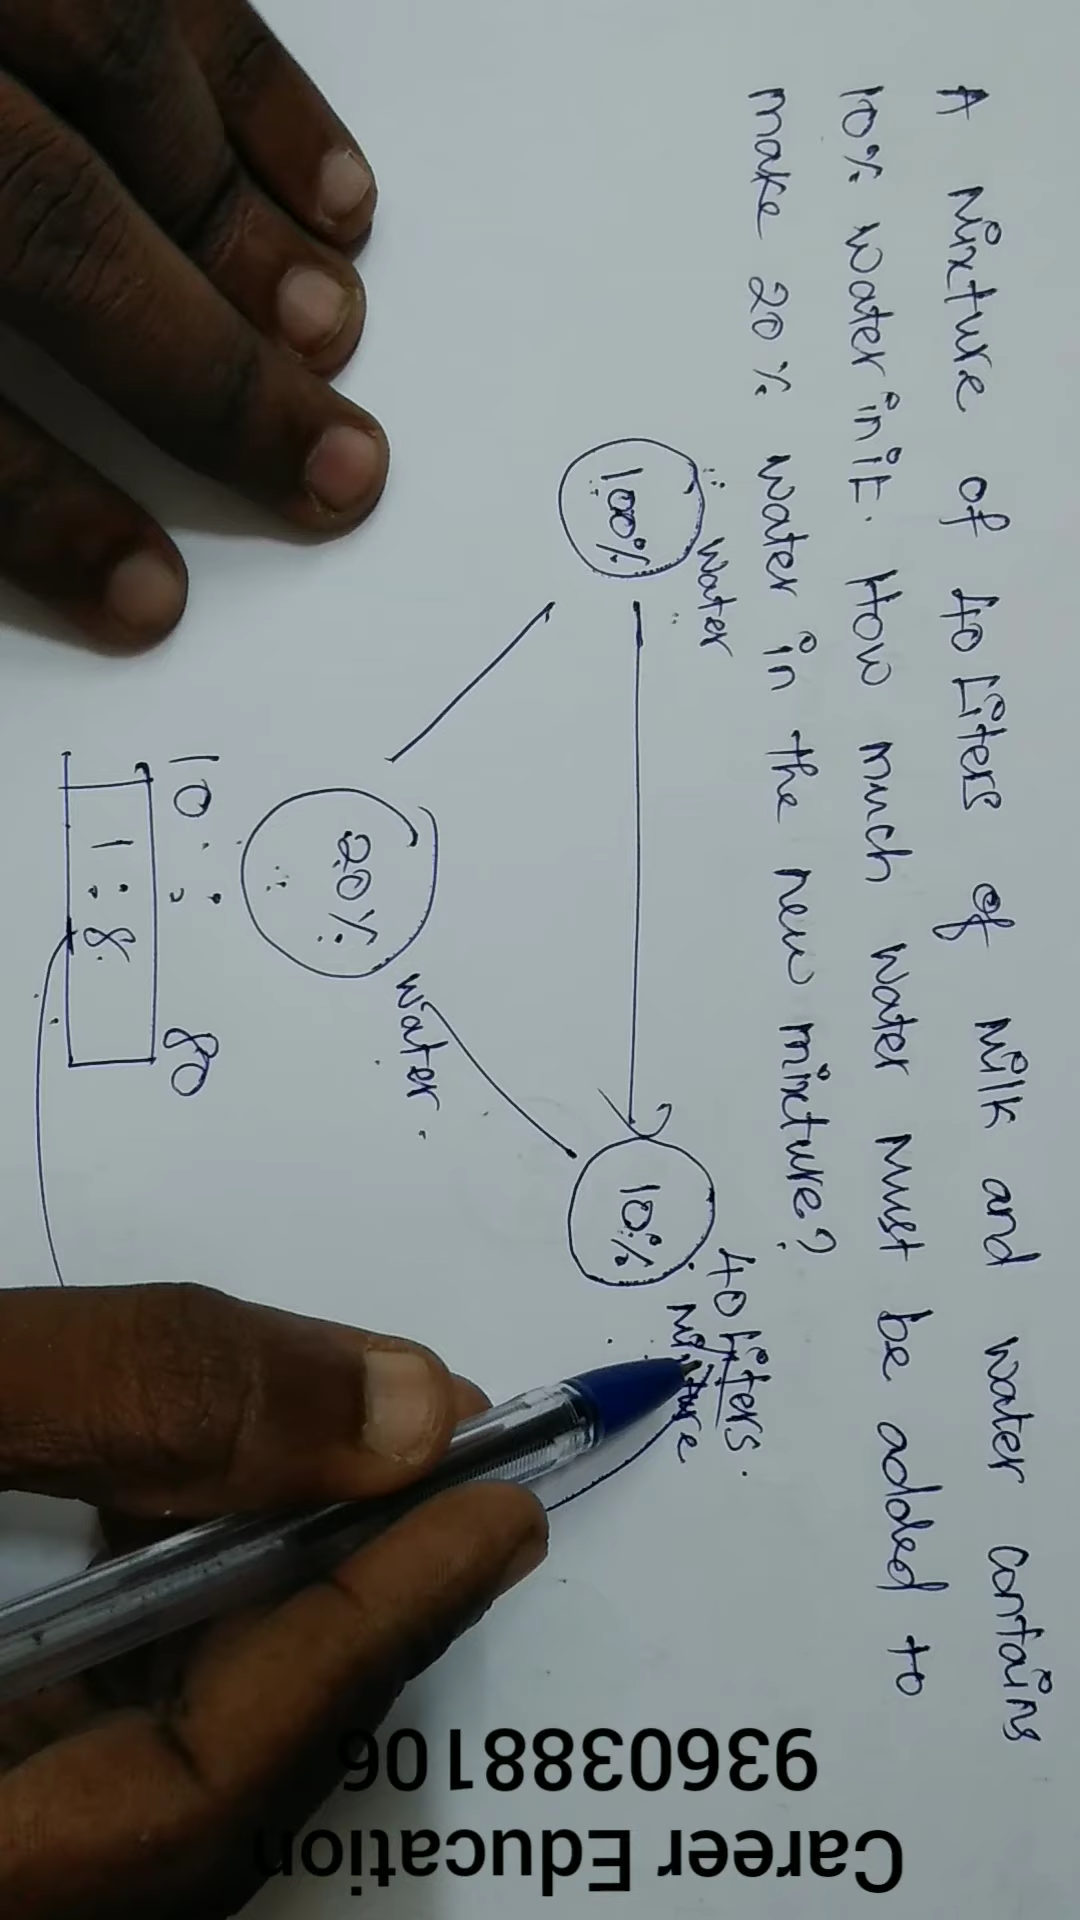 A Mixture of 40 Liters of Milk and water contains
10% water in it. How much water must be added to
make 20% water in the new mixture?
Water
100%
40 Liters.
Mixture
10%
20%
water.
10 : 80
1 : 8
Career Education
9360388106